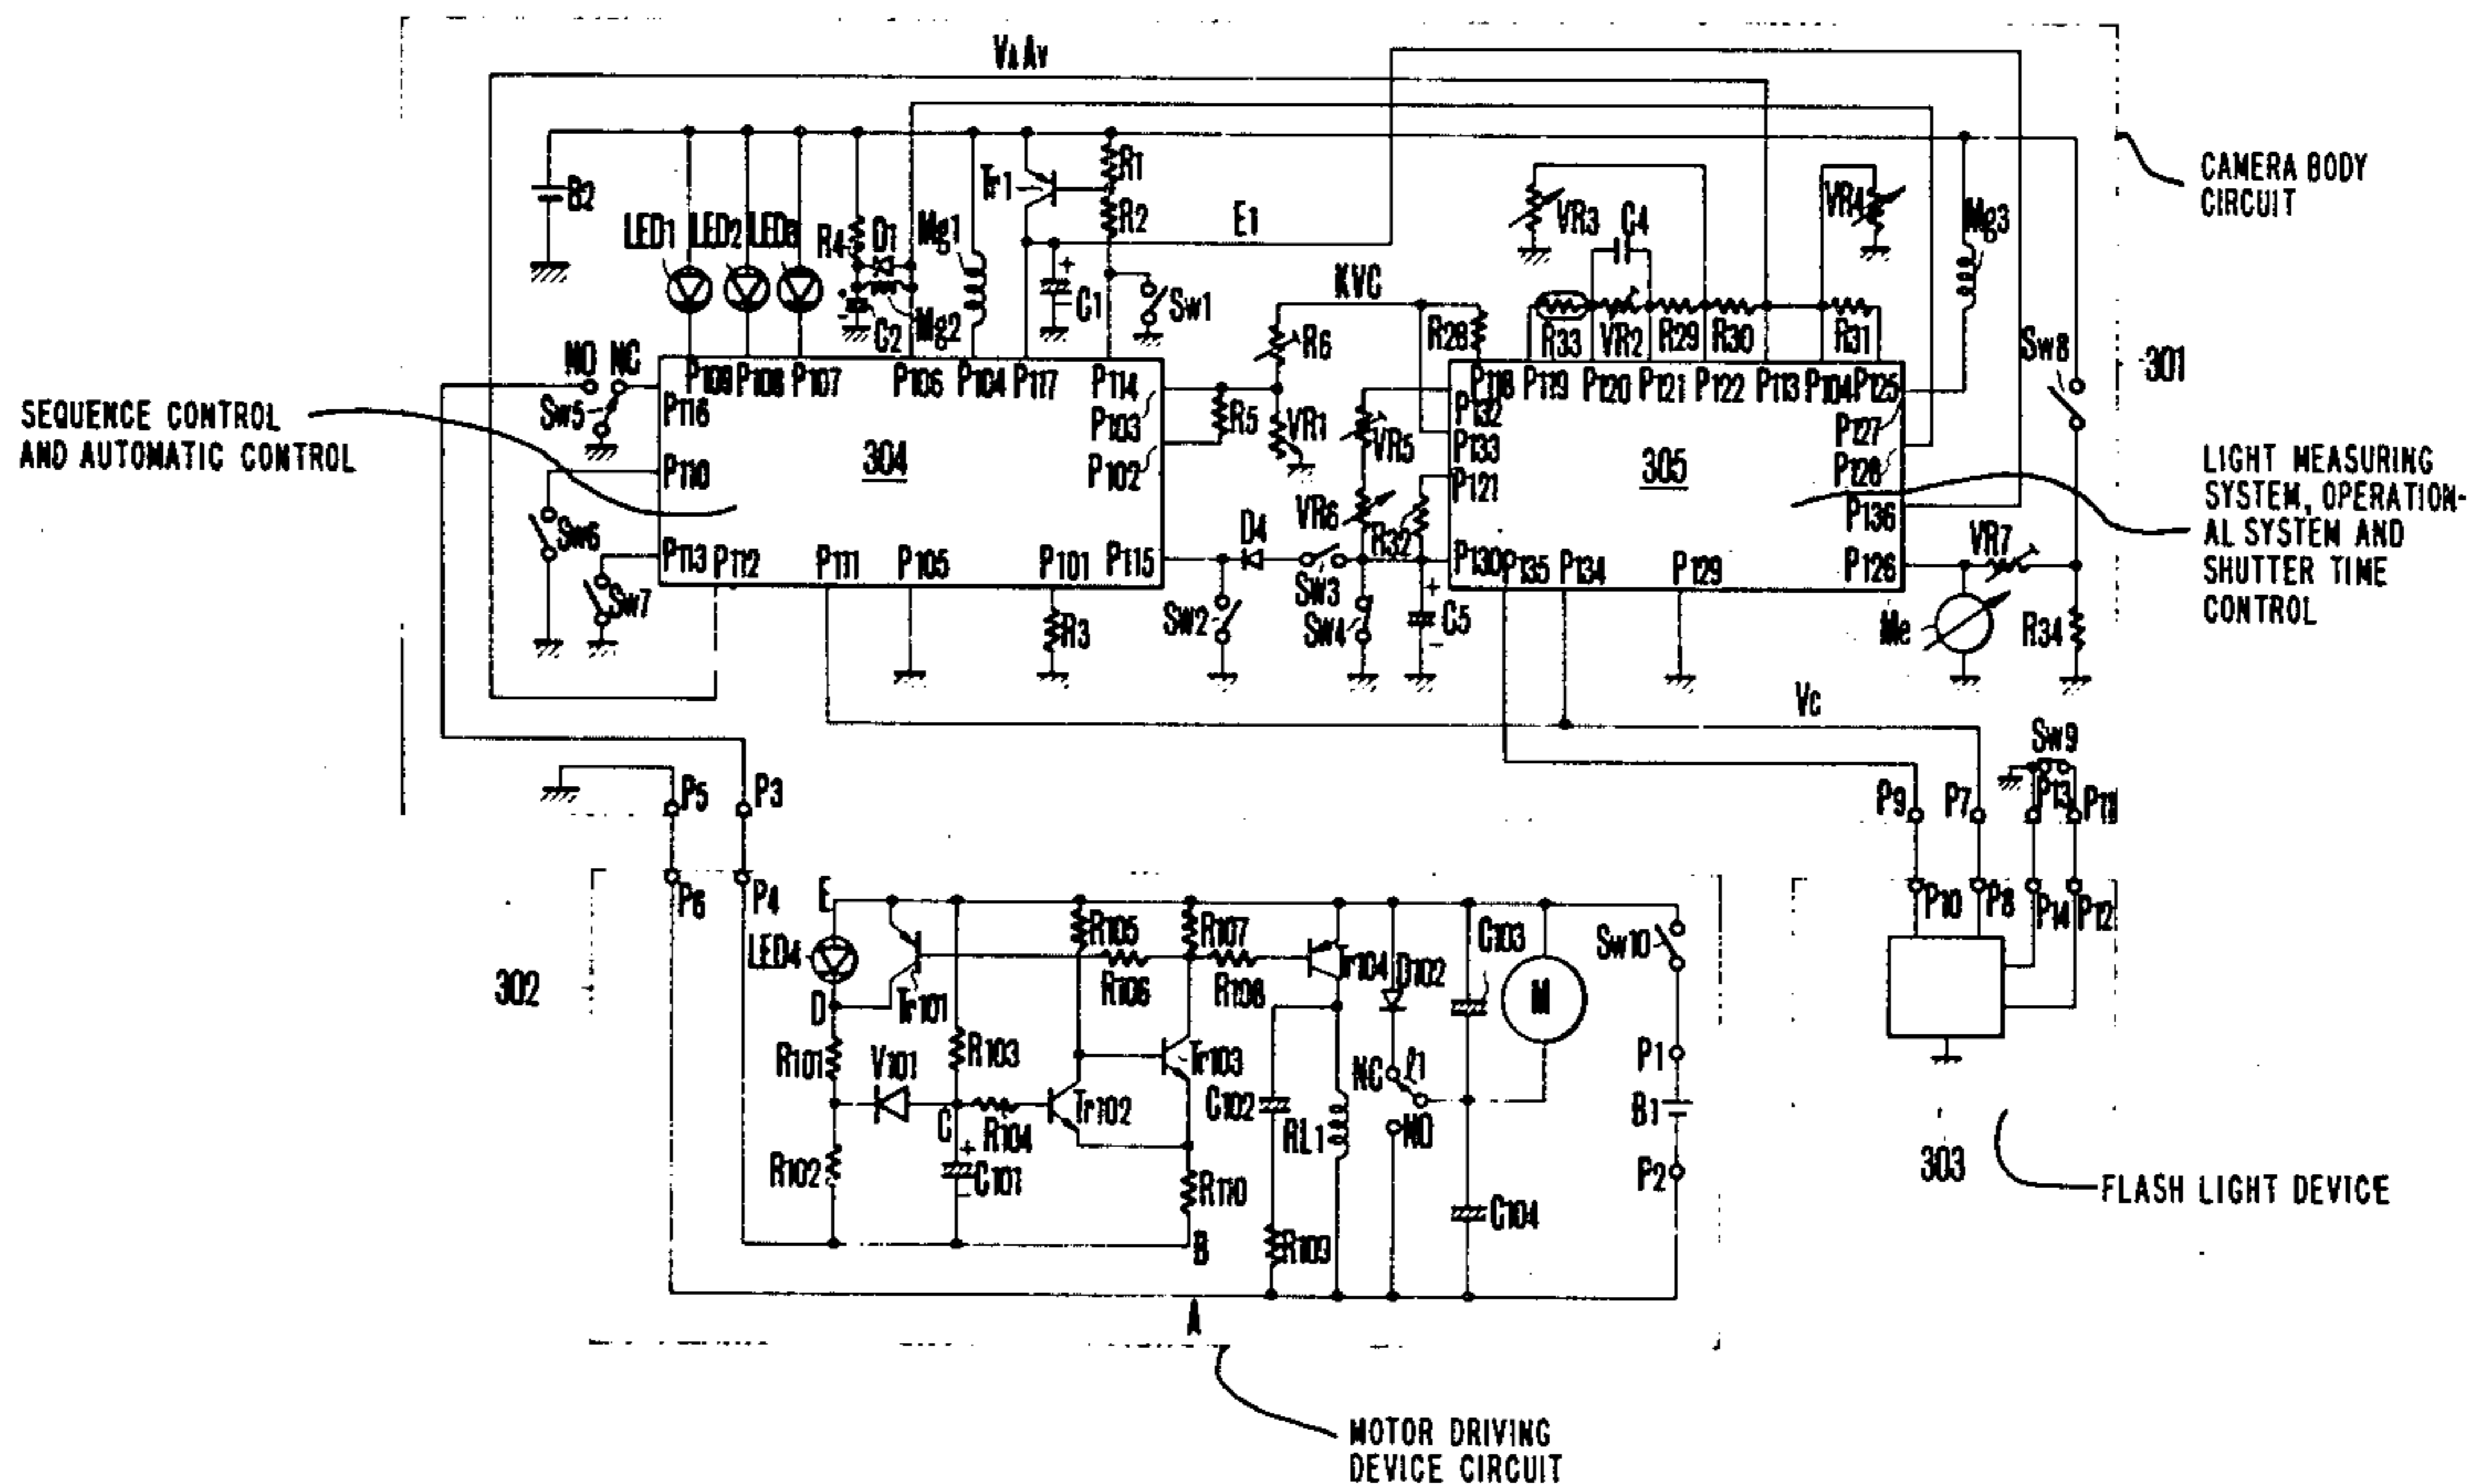 VAAV
CAMERA BODY
CIRCUIT
301
B2
LED1
LED2
LED3
R4
D1
Mg1
C2
Mg2
Tr1
R1
R2
E1
C1
Sw1
KVC
R6
R28
VR3
C4
VR4
Mg3
R33
VR2
R29
R30
R31
Sw8
NO
NC
Sw5
P116
P109
P108
P107
P106
P104
P117
P114
P103
P102
R5
VR1
SEQUENCE CONTROL
AND AUTOMATIC CONTROL
304
P110
Sw6
P113
Sw7
P112
P111
P105
P101
P115
R3
Sw2
D4
Sw3
Sw4
VR5
VR6
R32
C5
P118
P119
P120
P121
P122
P113
P104
P125
P132
P133
P121
P130
P135
P134
P129
P127
P128
P136
P126
305
LIGHT MEASURING
SYSTEM, OPERATION-
AL SYSTEM AND
SHUTTER TIME
CONTROL
VR7
Me
R34
Vc
Sw9
P5
P3
P9
P7
P13
P11
P6
P4
P10
P8
P14
P12
302
E
LED4
D
Tr101
R105
R106
R107
R108
Tr104
D102
C103
M
Sw10
R101
V101
R103
C
R104
Tr102
Tr103
C102
RL1
NC
l1
NO
P1
B1
P2
R102
C101
R110
B
R109
C104
A
303
FLASH LIGHT DEVICE
MOTOR DRIVING
DEVICE CIRCUIT